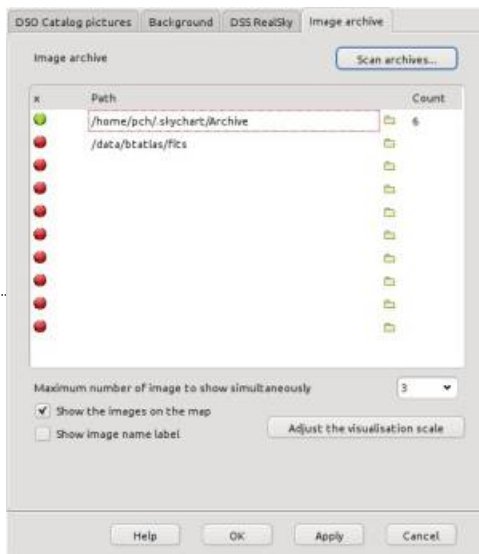 DSO Catalog pictures Background DSS RealSky Image archive
Image archive Scan archives...
x Path Count
/home/pch/.skychart/Archive 6
/data/btatlas/fits
Maximum number of image to show simultaneously 3
Show the images on the map
Show image name label Adjust the visualisation scale
Help OK Apply Cancel